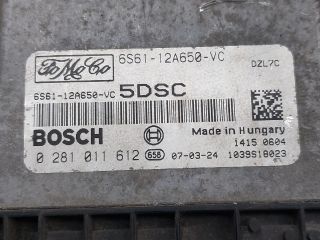 FoMoCo 6S61-12A650-VC DZL7C
6S61-12A650-VC 5DSC
BOSCH Made in Hungary
1415 0604
0 281 011 612 658 07-03-24 1039S18023